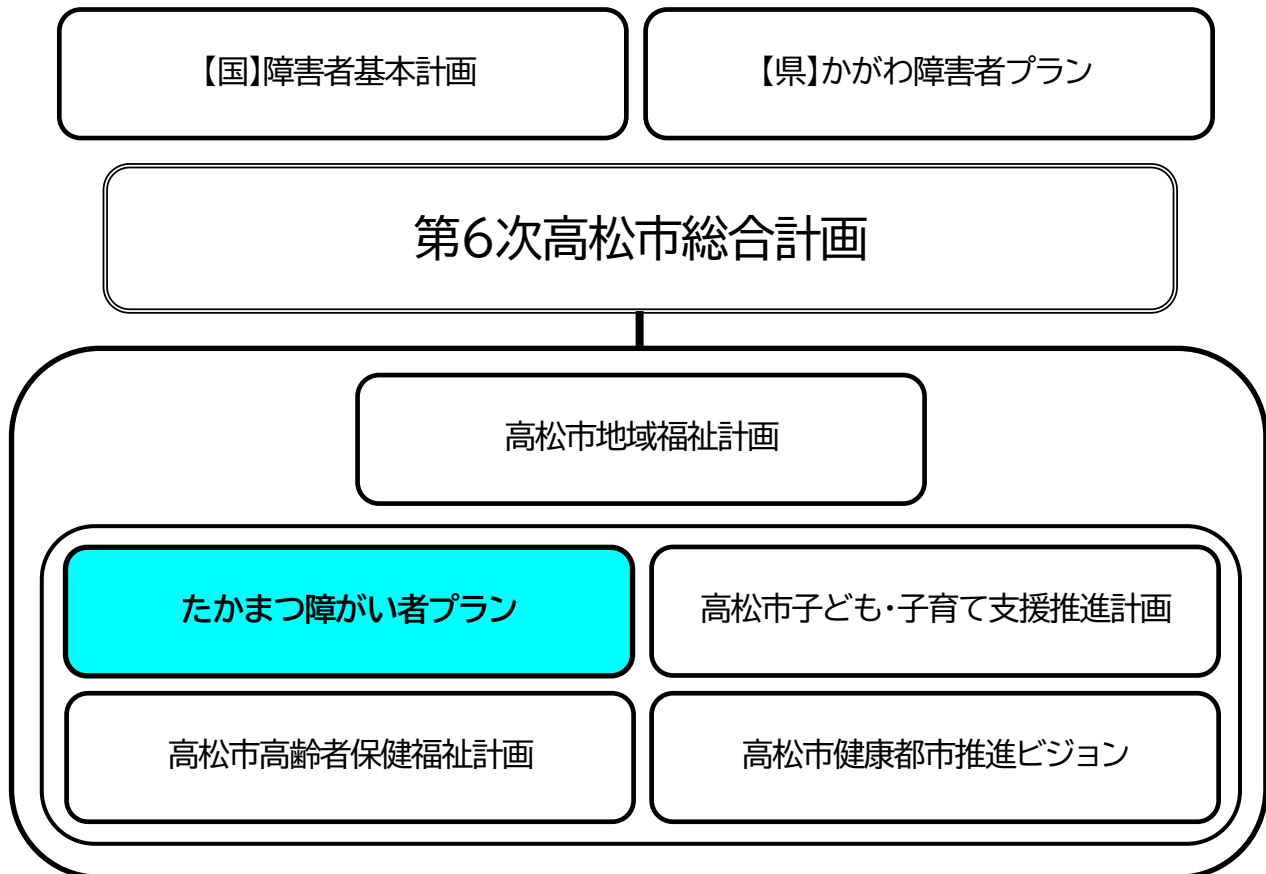 【国】障害者基本計画
【県】かがわ障害者プラン
第6次高松市総合計画
高松市地域福祉計画
たかまつ障がい者プラン
高松市子ども・子育て支援推進計画
高松市高齢者保健福祉計画
高松市健康都市推進ビジョン